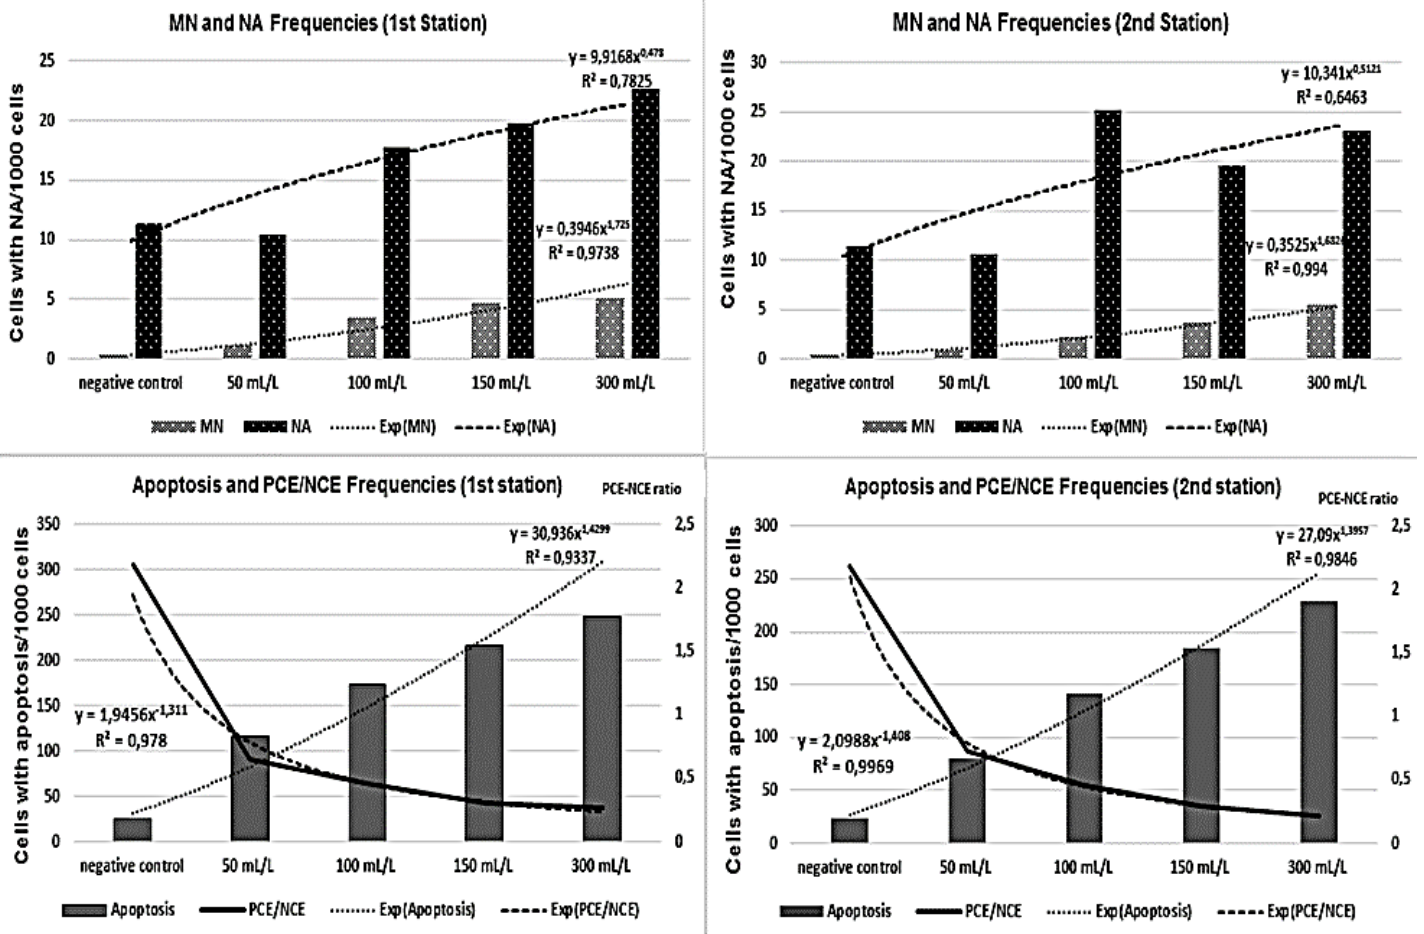 MN and NA Frequencies (1st Station)
Cells with NA/1000 cells
25
20
15
10
5
0
y = 9,9168x^0,478
R² = 0,7825
y = 0,3946x^1,725
R² = 0,9738
negative control 50 mL/L 100 mL/L 150 mL/L 300 mL/L
MN NA Exp(MN) Exp(NA)
MN and NA Frequencies (2nd Station)
Cells with NA/1000 cells
30
25
20
15
10
5
0
y = 10,341x^0,5121
R² = 0,6463
y = 0,3525x
R² = 0,994
negative control 50 mL/L 100 mL/L 150 mL/L 300 mL/L
MN NA Exp(MN) Exp(NA)
Apoptosis and PCE/NCE Frequencies (1st station)
PCE-NCE ratio
Cells with apoptosis/1000 cells
350
300
250
200
150
100
50
0
2,5
2
1,5
1
0,5
0
y = 30,936x^1,4299
R² = 0,9337
y = 1,9456x^-1,311
R² = 0,978
negative control 50 mL/L 100 mL/L 150 mL/L 300 mL/L
Apoptosis PCE/NCE Exp(Apoptosis) Exp(PCE/NCE)
Apoptosis and PCE/NCE Frequencies (2nd station)
PCE-NCE ratio
Cells with apoptosis/1000 cells
300
250
200
150
100
50
0
2,5
2
1,5
1
0,5
0
y = 27,09x^1,3957
R² = 0,9846
y = 2,0988x^-1,408
R² = 0,9969
negative control 50 mL/L 100 mL/L 150 mL/L 300 mL/L
Apoptosis PCE/NCE Exp(Apoptosis) Exp(PCE/NCE)